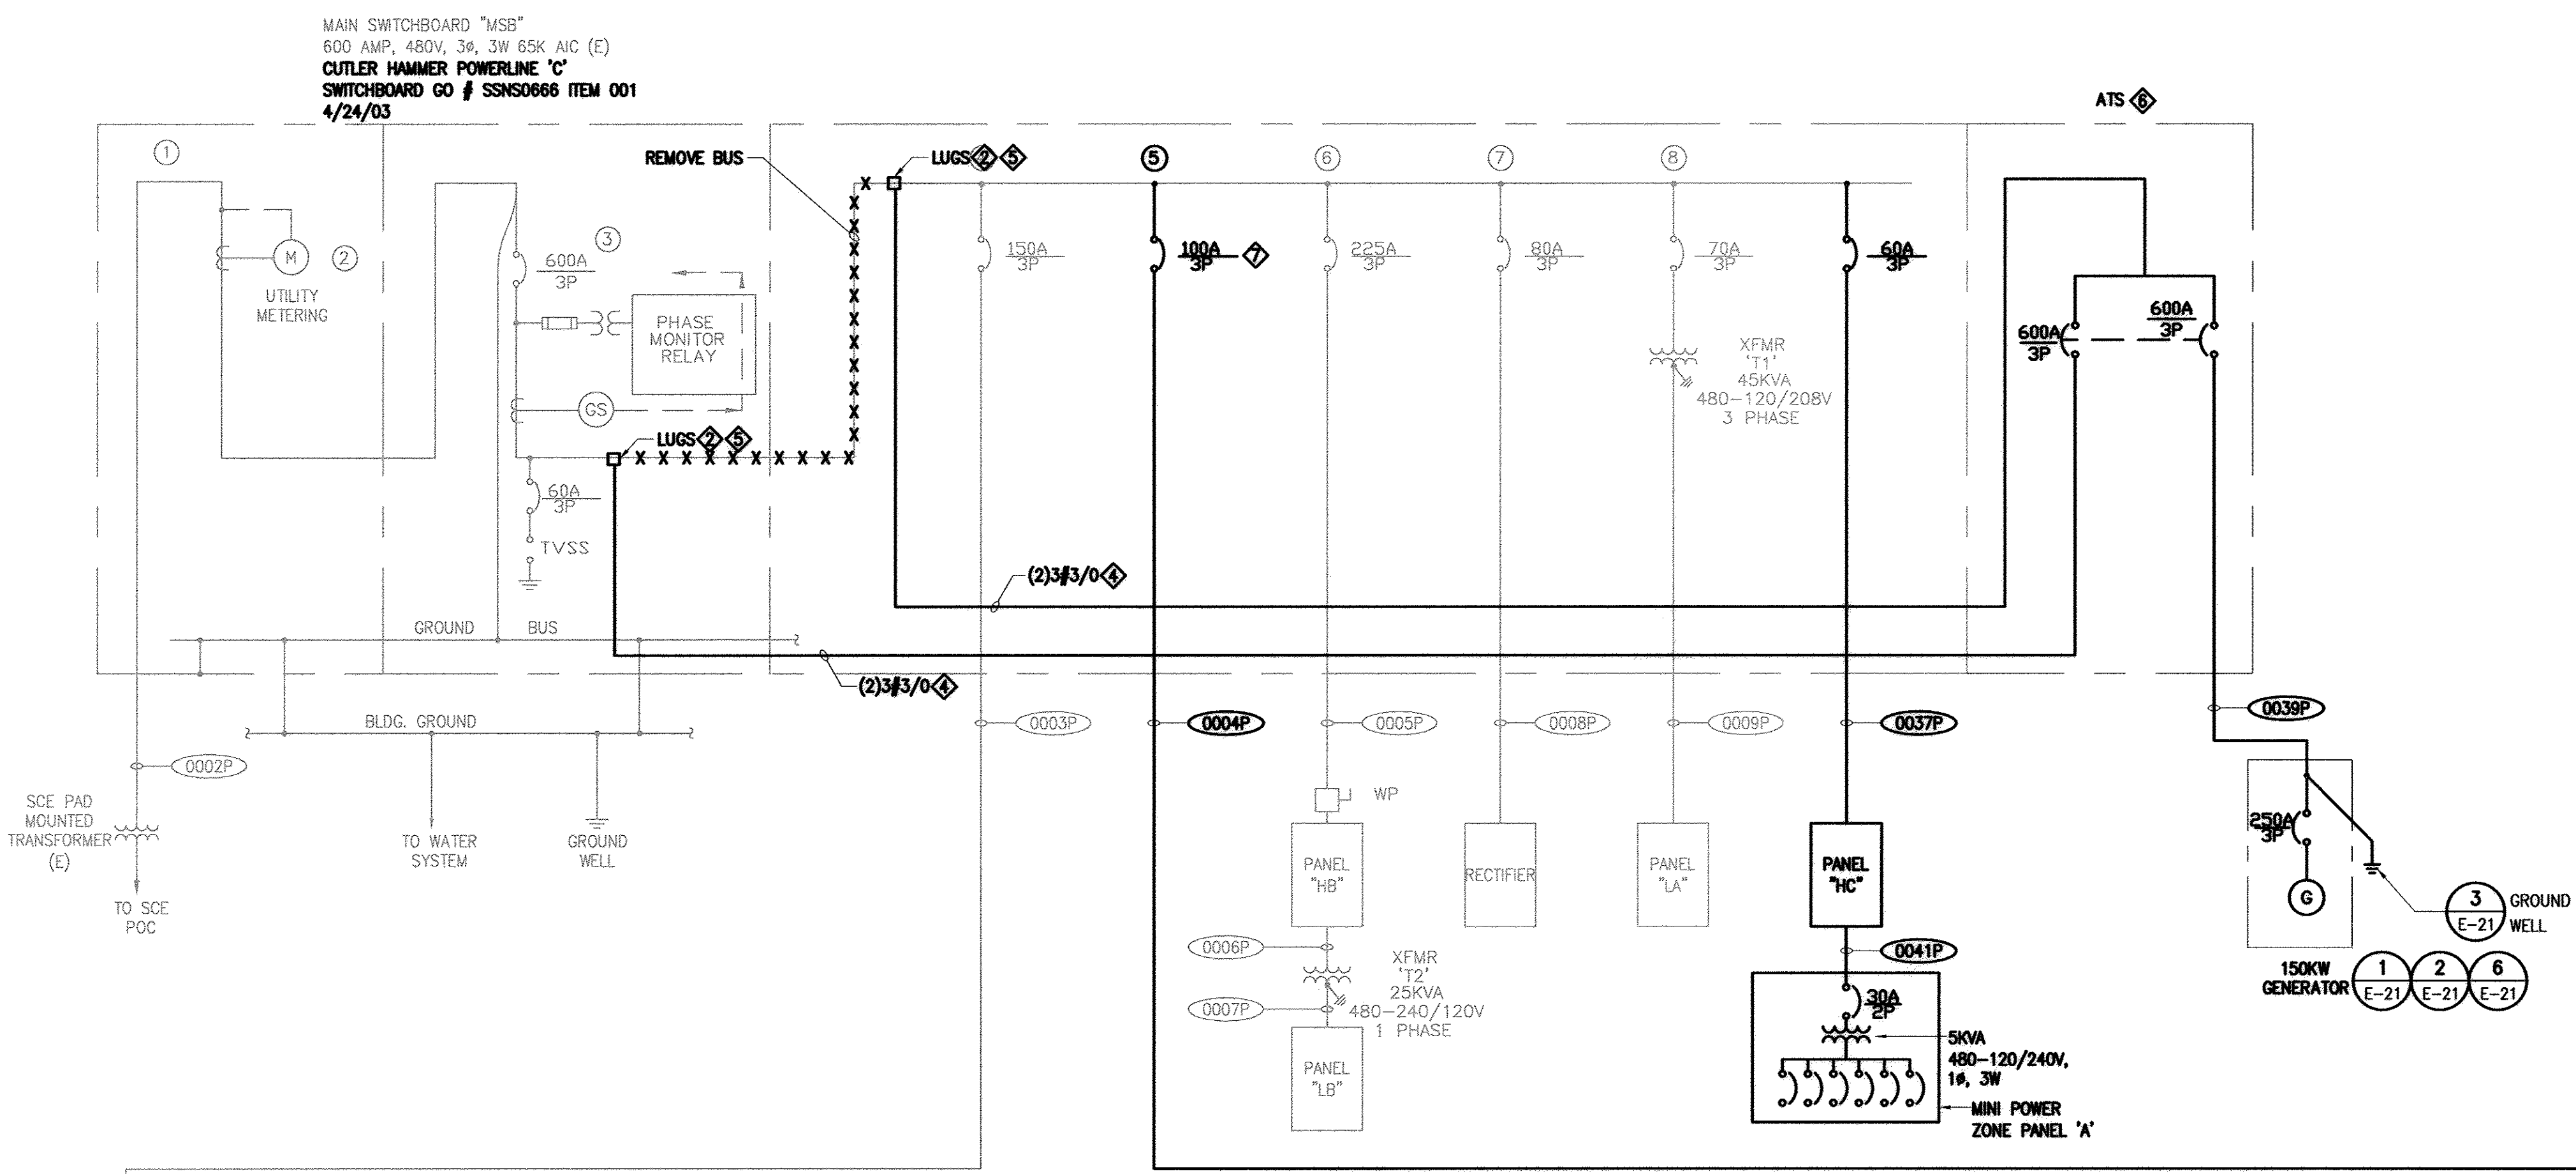 MAIN SWITCHBOARD "MSB"
600 AMP, 480V, 3ø, 3W 65K AIC (E)
CUTLER HAMMER POWERLINE 'C'
SWITCHBOARD GO # SSNS0666 ITEM 001
4/24/03
ATS 6
1
REMOVE BUS
LUGS 2 5
5
6
7
8
M
2
UTILITY
METERING
3
600A
3P
PHASE
MONITOR
RELAY
GS
LUGS 2 5
60A
3P
TVSS
150A
3P
100A
3P
7
225A
3P
80A
3P
70A
3P
60A
3P
XFMR
'T1'
45KVA
480-120/208V
3 PHASE
600A
3P
600A
3P
(2)3#3/0 4
GROUND BUS
(2)3#3/0 4
BLDG. GROUND
0002P
0003P
0004P
0005P
0008P
0009P
0037P
0039P
SCE PAD
MOUNTED
TRANSFORMER
(E)
TO SCE
POC
TO WATER
SYSTEM
GROUND
WELL
WP
PANEL
"HB"
RECTIFIER
PANEL
"LA"
PANEL
"HC"
250A
3P
G
3
E-21
GROUND
WELL
150KW
GENERATOR
1
E-21
2
E-21
6
E-21
0006P
XFMR
'T2'
25KVA
480-240/120V
1 PHASE
0007P
PANEL
"LB"
0041P
30A
2P
5KVA
480-120/240V,
1ø, 3W
MINI POWER
ZONE PANEL 'A'